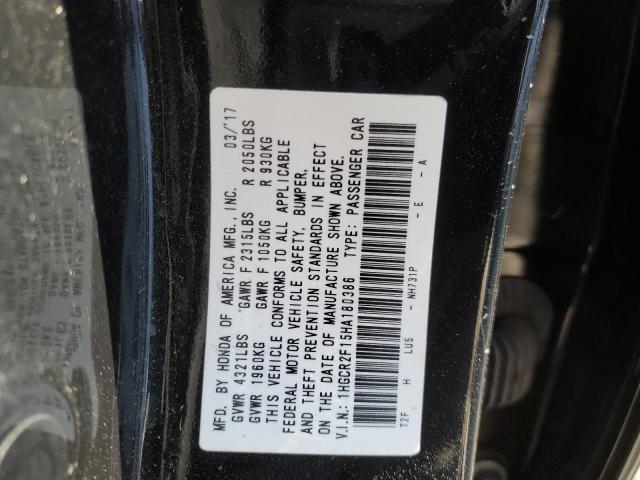 MFD. BY HONDA OF AMERICA MFG., INC. 03/'17
GVWR 4321LBS GAWR F 2315LBS R 2050LBS
GVWR 1960KG GAWR F 1050KG R 930KG
THIS VEHICLE CONFORMS TO ALL APPLICABLE
FEDERAL MOTOR VEHICLE SAFETY, BUMPER,
AND THEFT PREVENTION STANDARDS IN EFFECT
ON THE DATE OF MANUFACTURE SHOWN ABOVE.
V.I.N.: 1HGCR2F15HA180386 TYPE: PASSENGER CAR
T2F H LU5 - NH731P - E - A